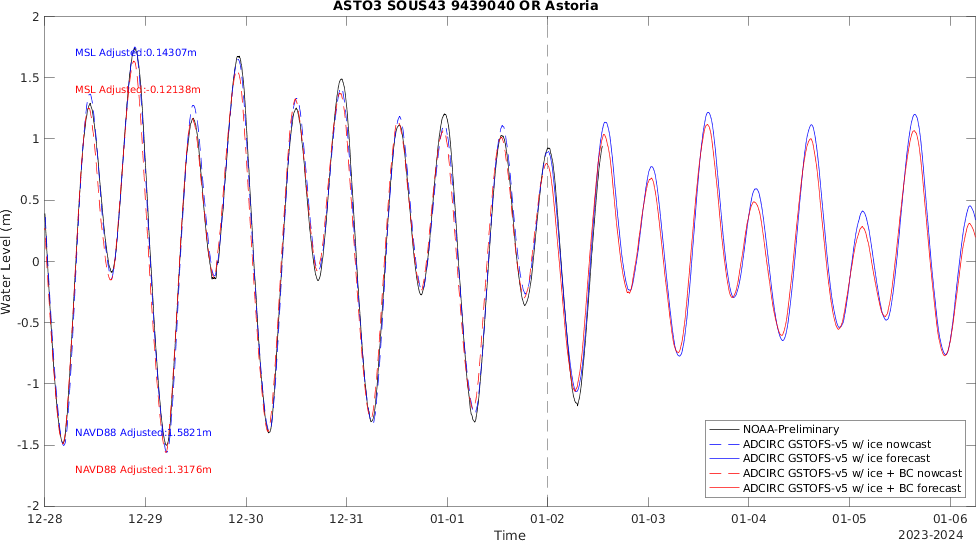 ASTO3 SOUS43 9439040 OR Astoria
MSL Adjusted:0.14307m
MSL Adjusted:-0.12138m
NAVD88 Adjusted:1.5821m
NAVD88 Adjusted:1.3176m
Water Level (m)
2
1.5
1
0.5
0
-0.5
-1
-1.5
-2
NOAA-Preliminary
ADCIRC GSTOFS-v5 w/ ice nowcast
ADCIRC GSTOFS-v5 w/ ice forecast
ADCIRC GSTOFS-v5 w/ ice + BC nowcast
ADCIRC GSTOFS-v5 w/ ice + BC forecast
12-28 12-29 12-30 12-31 01-01 01-02 01-03 01-04 01-05 01-06
Time
2023-2024